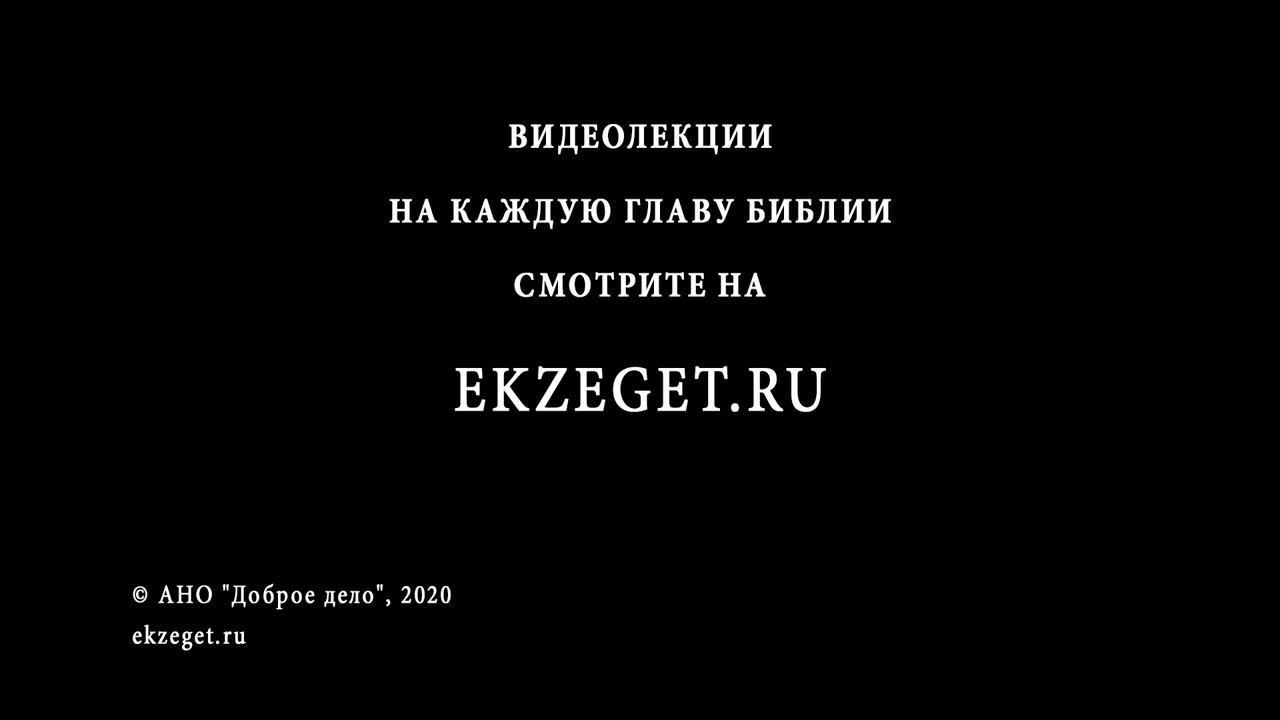 ВИДЕОЛЕКЦИИ
НА КАЖДУЮ ГЛАВУ БИБЛИИ
СМОТРИТЕ НА
EKZEGET.RU
© АНО "Доброе дело", 2020
ekzeget.ru